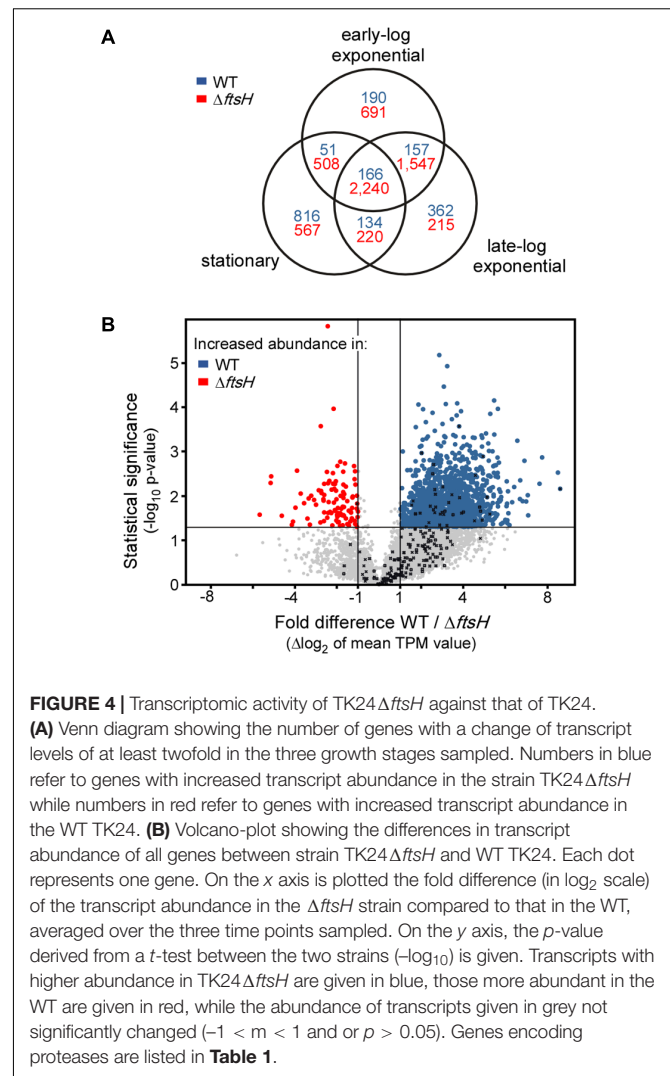 A
early-log
exponential
WT
ΔftsH
190
691
51
508
157
1,547
166
2,240
816
567
134
220
362
215
stationary
late-log
exponential
B
Increased abundance in:
WT
ΔftsH
Statistical significance
(-log10 p-value)
5
4
3
2
1
0
-8
-1
1
8
Fold difference WT / ΔftsH
(Δlog2 of mean TPM value)
FIGURE 4 | Transcriptomic activity of TK24ΔftsH against that of TK24.
(A) Venn diagram showing the number of genes with a change of transcript
levels of at least twofold in the three growth stages sampled. Numbers in blue
refer to genes with increased transcript abundance in the strain TK24ΔftsH
while numbers in red refer to genes with increased transcript abundance in
the WT TK24. (B) Volcano-plot showing the differences in transcript
abundance of all genes between strain TK24ΔftsH and WT TK24. Each dot
represents one gene. On the x axis is plotted the fold difference (in log2 scale)
of the transcript abundance in the ΔftsH strain compared to that in the WT,
averaged over the three time points sampled. On the y axis, the p-value
derived from a t-test between the two strains (–log10) is given. Transcripts with
higher abundance in TK24ΔftsH are given in blue, those more abundant in the
WT are given in red, while the abundance of transcripts given in grey not
significantly changed (–1 < m < 1 and or p > 0.05). Genes encoding
proteases are listed in Table 1.